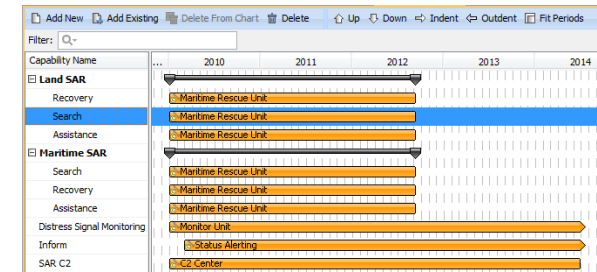 Add New Add Existing Delete From Chart Delete Up Down Indent Outdent Fit Periods
Filter:
Capability Name ... 2010 2011 2012 2013 2014
Land SAR
Recovery Maritime Rescue Unit
Search Maritime Rescue Unit
Assistance Maritime Rescue Unit
Maritime SAR
Search Maritime Rescue Unit
Recovery Maritime Rescue Unit
Assistance Maritime Rescue Unit
Distress Signal Monitoring Monitor Unit
Inform Status Alerting
SAR C2 C2 Center